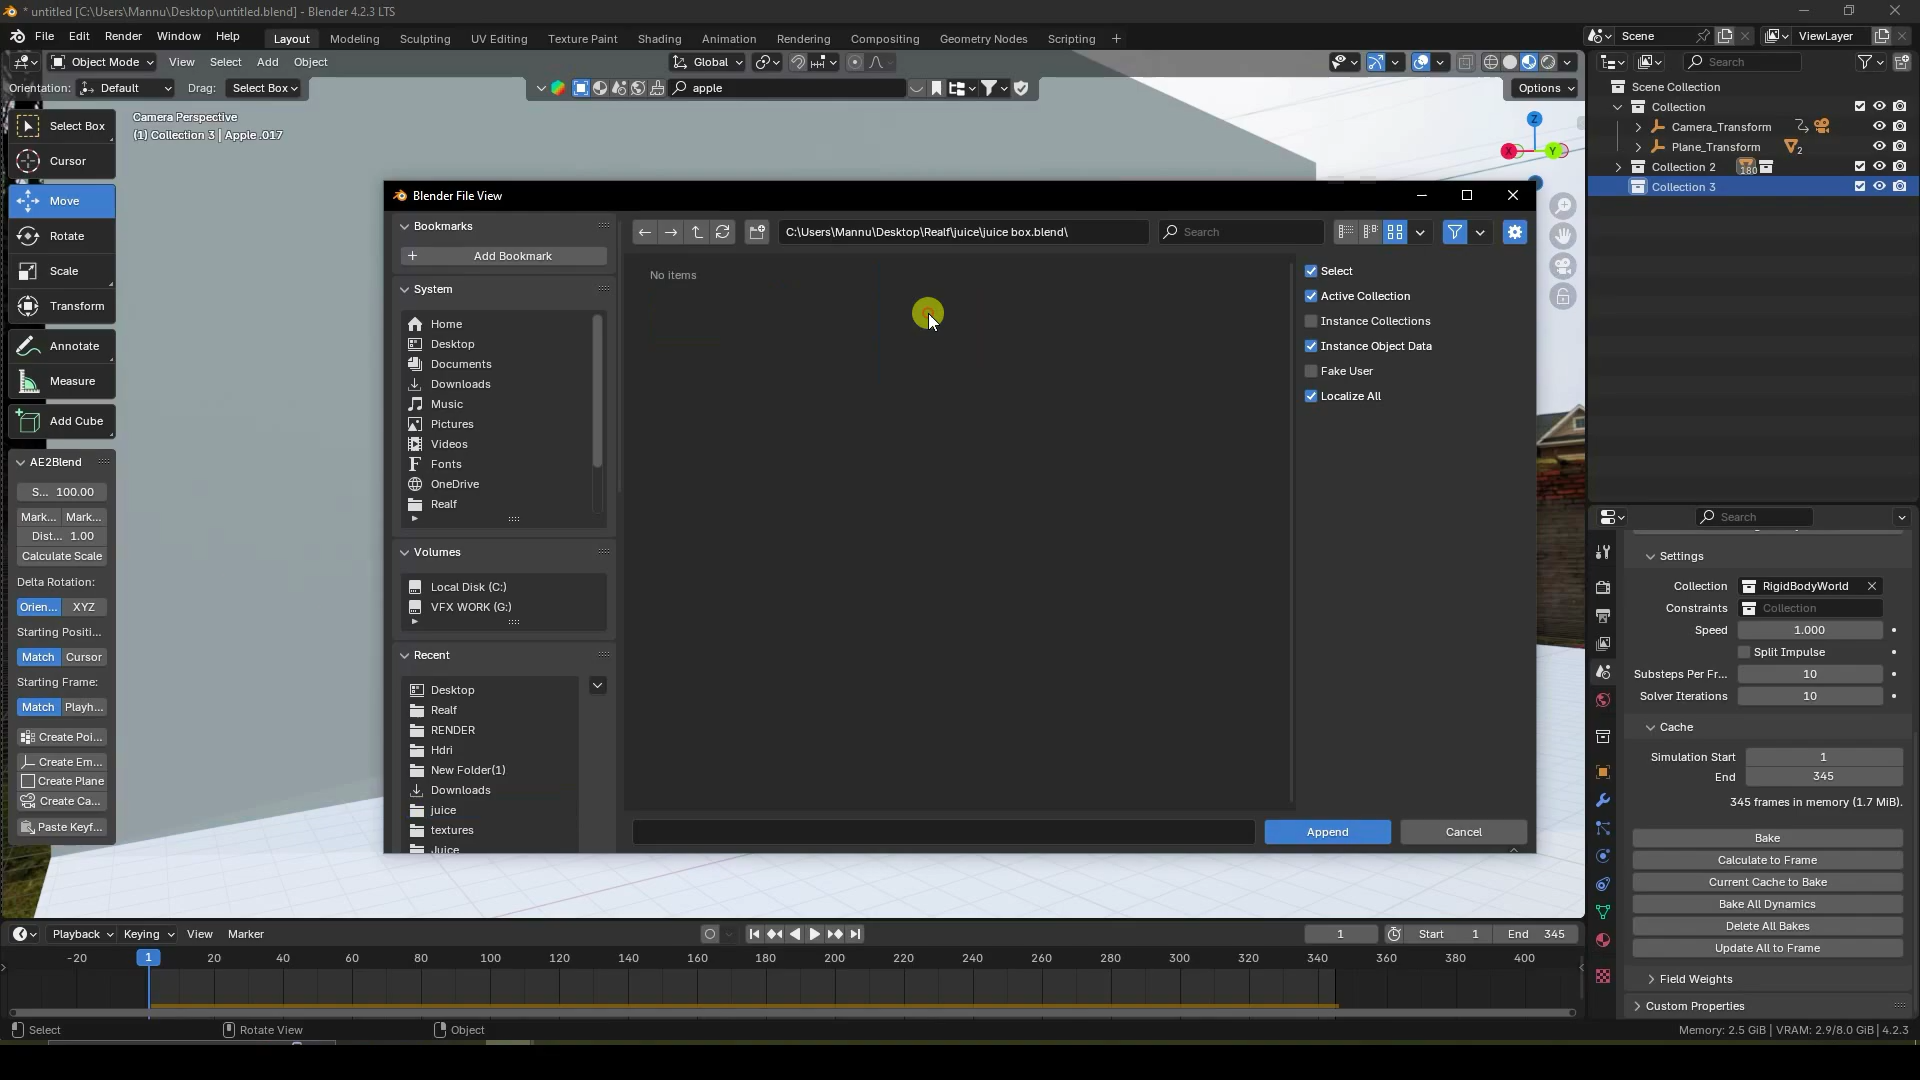 * untitled [C:\Users\Mannu\Desktop\untitled.blend] - Blender 4.2.3 LTS
File Edit Render Window Help
Layout Modeling Sculpting UV Editing Texture Paint Shading Animation Rendering Compositing Geometry Nodes Scripting +
Scene ViewLayer
Object Mode View Select Add Object
Global
Search
Orientation: Default Drag: Select Box
apple
Options
Scene Collection
Collection
Camera_Transform
Plane_Transform 2
Collection 2 180
Collection 3
Camera Perspective
(1) Collection 3 | Apple .017
Z
X
Y
Select Box
Cursor
Move
Rotate
Scale
Transform
Annotate
Measure
Add Cube
AE2Blend
S... 100.00
Mark... Mark...
Dist... 1.00
Calculate Scale
Delta Rotation:
Orien... XYZ
Starting Positi...
Match Cursor
Starting Frame:
Match Playh...
Create Poi...
Create Em...
Create Plane
Create Ca...
Paste Keyf...
Blender File View
Bookmarks
Add Bookmark
System
Home
Desktop
Documents
Downloads
Music
Pictures
Videos
Fonts
OneDrive
Realf
Volumes
Local Disk (C:)
VFX WORK (G:)
Recent
Desktop
Realf
RENDER
Hdri
New Folder(1)
Downloads
juice
textures
Juice
C:\Users\Mannu\Desktop\Realf\juice\juice box.blend\
Search
No items
Select
Active Collection
Instance Collections
Instance Object Data
Fake User
Localize All
Append Cancel
Search
Settings
Collection RigidBodyWorld
Constraints Collection
Speed 1.000
Split Impulse
Substeps Per Fr... 10
Solver Iterations 10
Cache
Simulation Start 1
End 345
345 frames in memory (1.7 MiB).
Bake
Calculate to Frame
Current Cache to Bake
Bake All Dynamics
Delete All Bakes
Update All to Frame
Field Weights
Custom Properties
Playback Keying View Marker
1 Start 1 End 345
-20 1 20 40 60 80 100 120 140 160 180 200 220 240 260 280 300 320 340 360 380 400
Select Rotate View Object
Memory: 2.5 GiB | VRAM: 2.9/8.0 GiB | 4.2.3